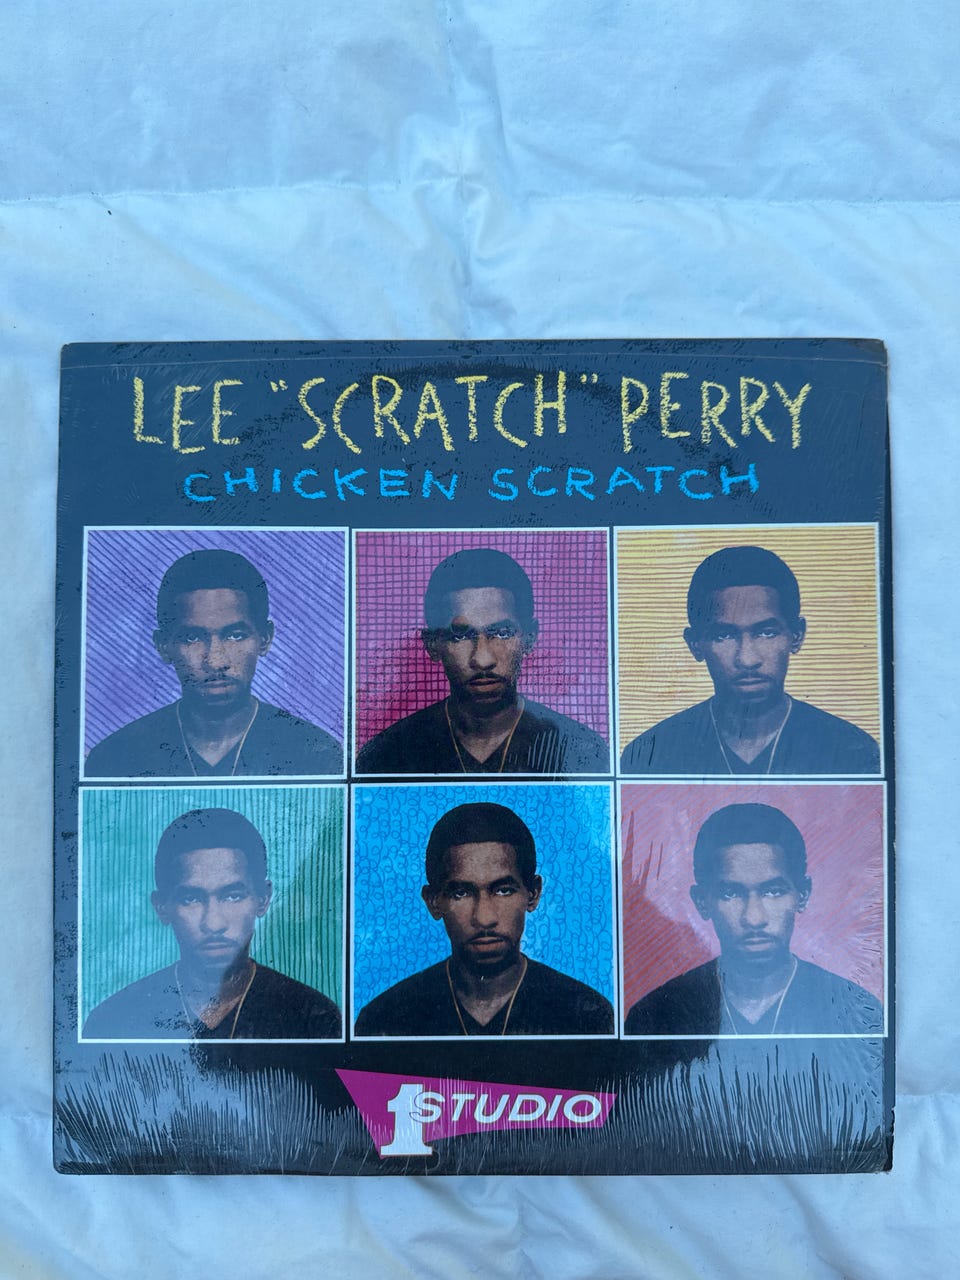 LEE "SCRATCH" PERRY
CHICKEN SCRATCH
1 STUDIO